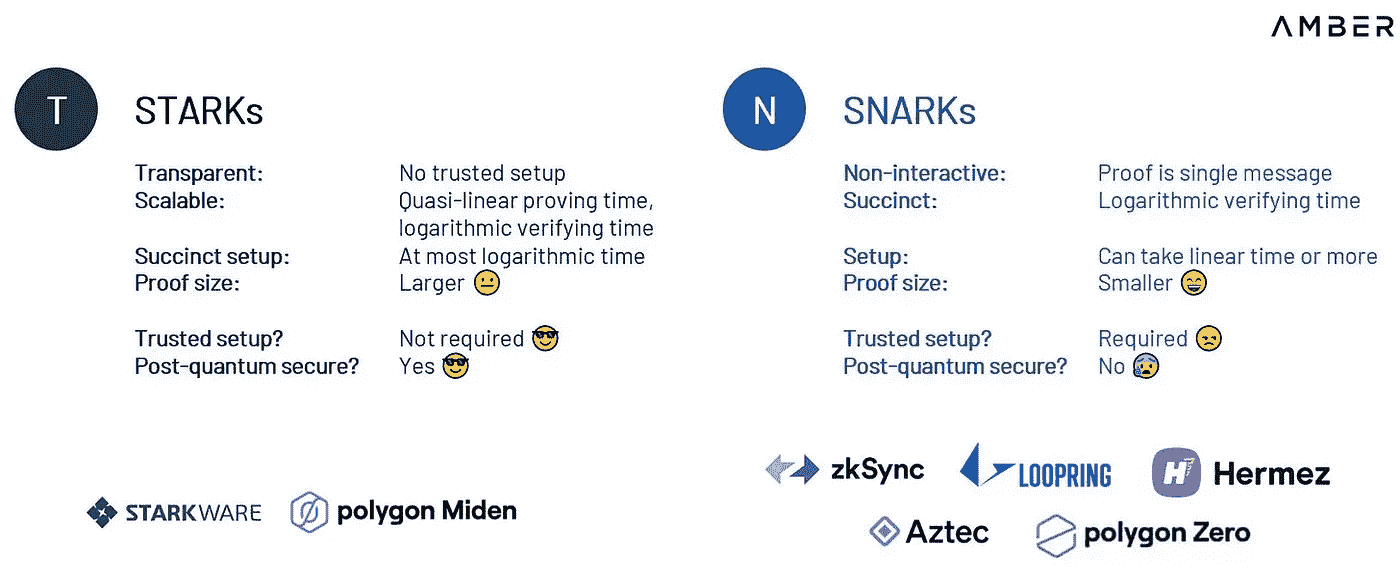 AMBER
T
STARKs
Transparent: No trusted setup
Scalable: Quasi-linear proving time,
logarithmic verifying time
Succinct setup: At most logarithmic time
Proof size: Larger 😐
Trusted setup? Not required 😎
Post-quantum secure? Yes 😎
STARKWARE
polygon Miden
N
SNARKs
Non-interactive: Proof is single message
Succinct: Logarithmic verifying time
Setup: Can take linear time or more
Proof size: Smaller 😄
Trusted setup? Required 😞
Post-quantum secure? No 😰
zkSync
LOOPRING
H
Hermez
Aztec
polygon Zero